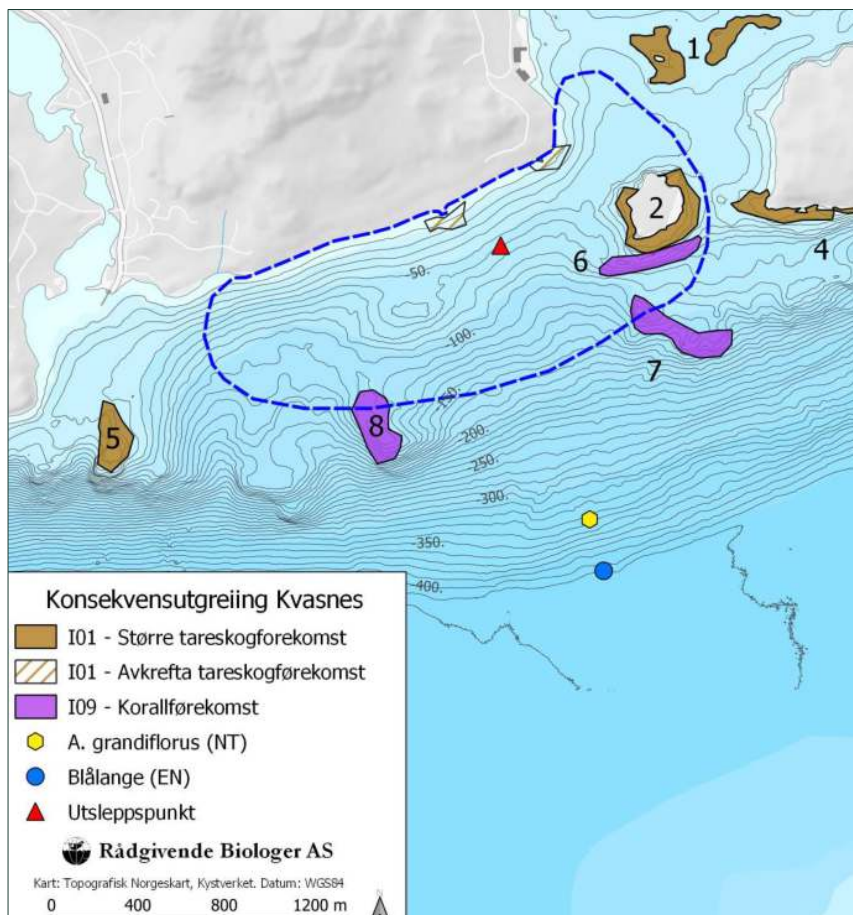 1
2
4
6
7
8
5
-50.
-100.
-150.
-200.
-250.
-300.
-350.
-400.
Konsekvensutgreiing Kvasnes
I01 - Større tareskogforekomst
I01 - Avkrefta tareskogførekomst
I09 - Korallførekomst
A. grandiflorus (NT)
Blålange (EN)
Utsleppspunkt
Rådgivende Biologer AS
Kart: Topografisk Norgeskart, Kystverket. Datum: WGS84
0 400 800 1200 m